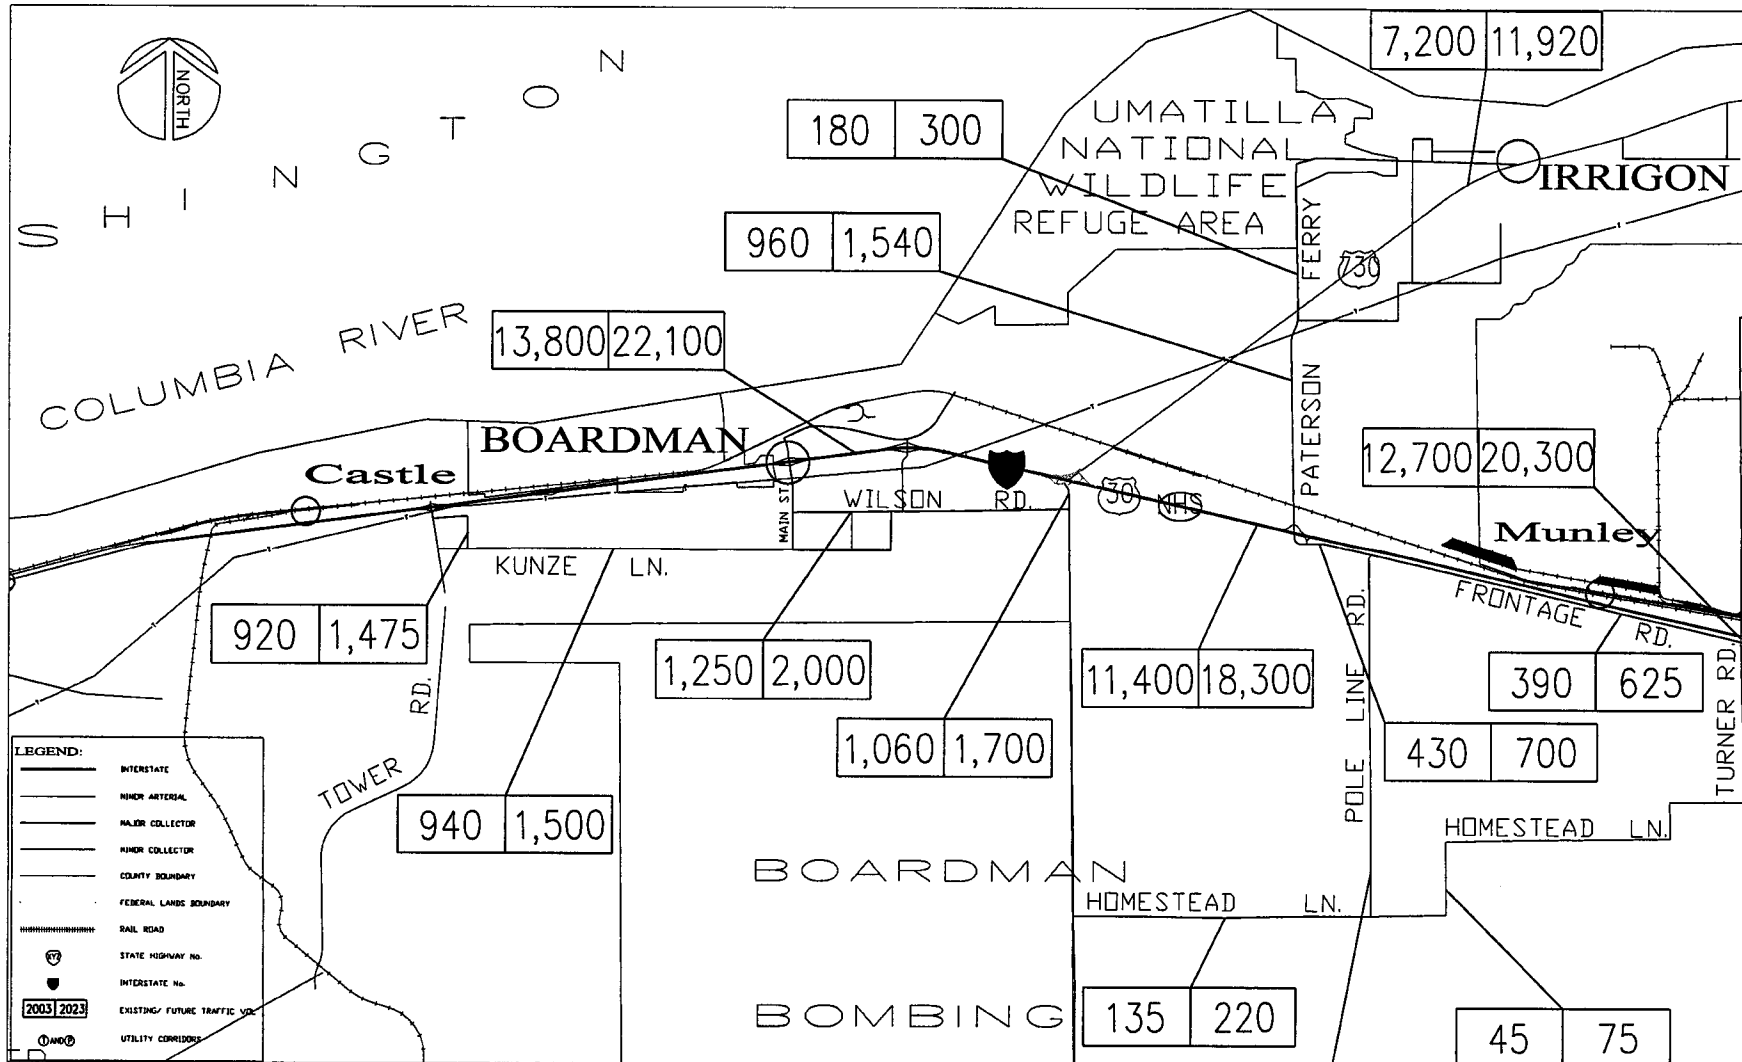 7,200 11,920
NORTH
SHINGTON
180 300
UMATILLA
NATIONAL
WILDLIFE
REFUGE AREA
IRRIGON
960 1,540
730
COLUMBIA RIVER
13,800 22,100
PATERSON FERRY
BOARDMAN
Castle
12,700 20,300
WILSON RD.
30
NHS
MAIN ST
Munley
KUNZE LN.
FRONTAGE RD.
920 1,475
1,250 2,000
11,400 18,300
390 625
1,060 1,700
430 700
TOWER RD.
POLE LINE RD.
TURNER RD.
940 1,500
HOMESTEAD LN.
BOARDMAN
HOMESTEAD LN.
BOMBING
135 220
45 75
LEGEND:
INTERSTATE
MINOR ARTERIAL
MAJOR COLLECTOR
MINOR COLLECTOR
COUNTY BOUNDARY
FEDERAL LANDS BOUNDARY
RAIL ROAD
XYZ STATE HIGHWAY No.
INTERSTATE No.
2003 2023 EXISTING/ FUTURE TRAFFIC VOL
T AND P UTILITY CORRIDORS